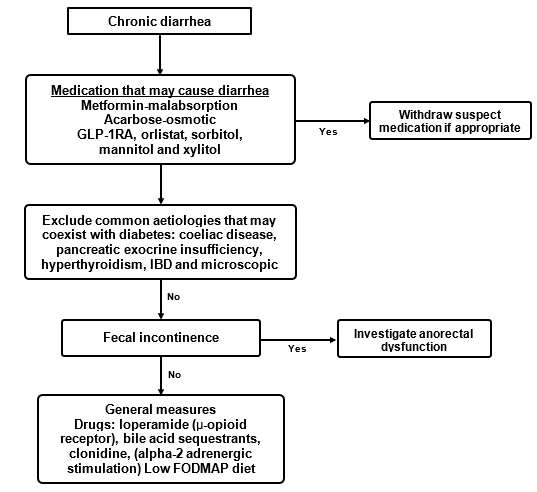 Chronic diarrhea
Medication that may cause diarrhea
Metformin-malabsorption
Acarbose-osmotic
GLP-1RA, orlistat, sorbitol,
mannitol and xylitol
Yes
Withdraw suspect
medication if appropriate
Exclude common aetiologies that may
coexist with diabetes: coeliac disease,
pancreatic exocrine insufficiency,
hyperthyroidism, IBD and microscopic
No
Fecal incontinence
Yes
Investigate anorectal
dysfunction
No
General measures
Drugs: loperamide (μ-opioid
receptor), bile acid sequestrants,
clonidine, (alpha-2 adrenergic
stimulation) Low FODMAP diet